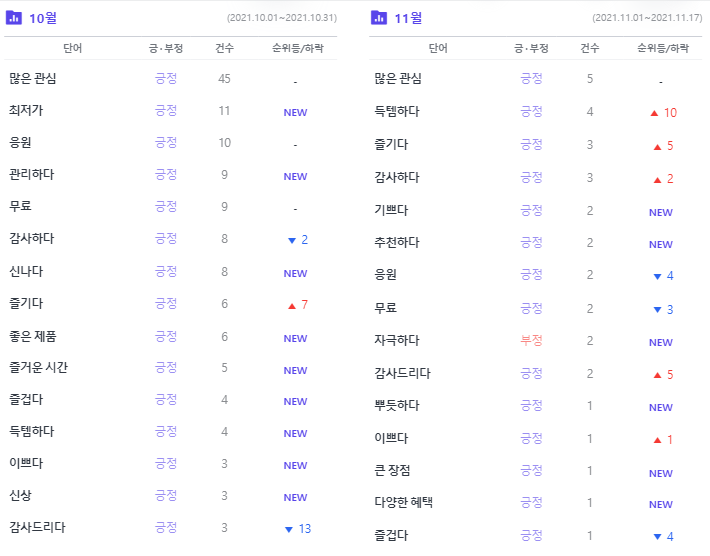 10월 (2021.10.01~2021.10.31)
단어 긍·부정 건수 순위등/하락
많은 관심 긍정 45 -
최저가 긍정 11 NEW
응원 긍정 10 -
관리하다 긍정 9 NEW
무료 긍정 9 -
감사하다 긍정 8 ▼ 2
신나다 긍정 8 NEW
즐기다 긍정 6 ▲ 7
좋은 제품 긍정 6 NEW
즐거운 시간 긍정 5 NEW
즐겁다 긍정 4 NEW
득템하다 긍정 4 NEW
이쁘다 긍정 3 NEW
신상 긍정 3 NEW
감사드리다 긍정 3 ▼ 13
11월 (2021.11.01~2021.11.17)
단어 긍·부정 건수 순위등/하락
많은 관심 긍정 5 -
득템하다 긍정 4 ▲ 10
즐기다 긍정 3 ▲ 5
감사하다 긍정 3 ▲ 2
기쁘다 긍정 2 NEW
추천하다 긍정 2 NEW
응원 긍정 2 ▼ 4
무료 긍정 2 ▼ 3
자극하다 부정 2 NEW
감사드리다 긍정 2 ▲ 5
뿌듯하다 긍정 1 NEW
이쁘다 긍정 1 ▲ 1
큰 장점 긍정 1 NEW
다양한 혜택 긍정 1 NEW
즐겁다 긍정 1 ▼ 4